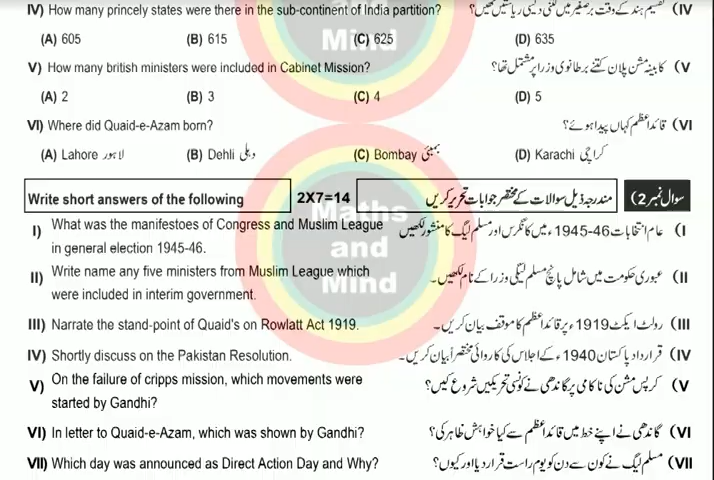 IV) How many princely states were there in the sub-continent of India partition? تقسیم ہند کے وقت برصغیر میں کتنی دیسی ریاستیں تھیں؟ (IV
(A) 605 (B) 615 (C) 625 (D) 635
V) How many british ministers were included in Cabinet Mission? کابینہ مشن پلان کتنے برطانوی وزرا پر مشتمل تھا؟ (V
(A) 2 (B) 3 (C) 4 (D) 5
VI) Where did Quaid-e-Azam born? قائداعظم کہاں پیدا ہوئے؟ (VI
(A) Lahore لاہور (B) Dehli دہلی (C) Bombay بمبئی (D) Karachi کراچی
Write short answers of the following 2X7=14 مندرجہ ذیل سوالات کے مختصر جوابات تحریر کریں سوال نمبر 2)
I) What was the manifestoes of Congress and Muslim League عام انتخابات 46-1945ء میں کانگرس اور مسلم لیگ کا منشور لکھیں (I
in general election 1945-46.
II) Write name any five ministers from Muslim League which عبوری حکومت میں شامل پانچ مسلم لیگی وزرا کے نام لکھیں۔ (II
were included in interim government.
III) Narrate the stand-point of Quaid's on Rowlatt Act 1919. رولٹ ایکٹ 1919ء پر قائداعظم کا موقف بیان کریں۔ (III
IV) Shortly discuss on the Pakistan Resolution. قرارداد پاکستان 1940ء کے اجلاس کی کاروائی مختصراً بیان کریں۔ (IV
V) On the failure of cripps mission, which movements were کرپس مشن کی ناکامی پر گاندھی نے کونسی تحریکیں شروع کیں؟ (V
started by Gandhi?
VI) In letter to Quaid-e-Azam, which was shown by Gandhi? گاندھی نے اپنے خط میں قائداعظم سے کیا خواہش ظاہر کی؟ (VI
VII) Which day was announced as Direct Action Day and Why? مسلم لیگ نے کون سے دن کو یوم راست قرار دیا اور کیوں؟ (VII
Mind
Maths
and
Mind